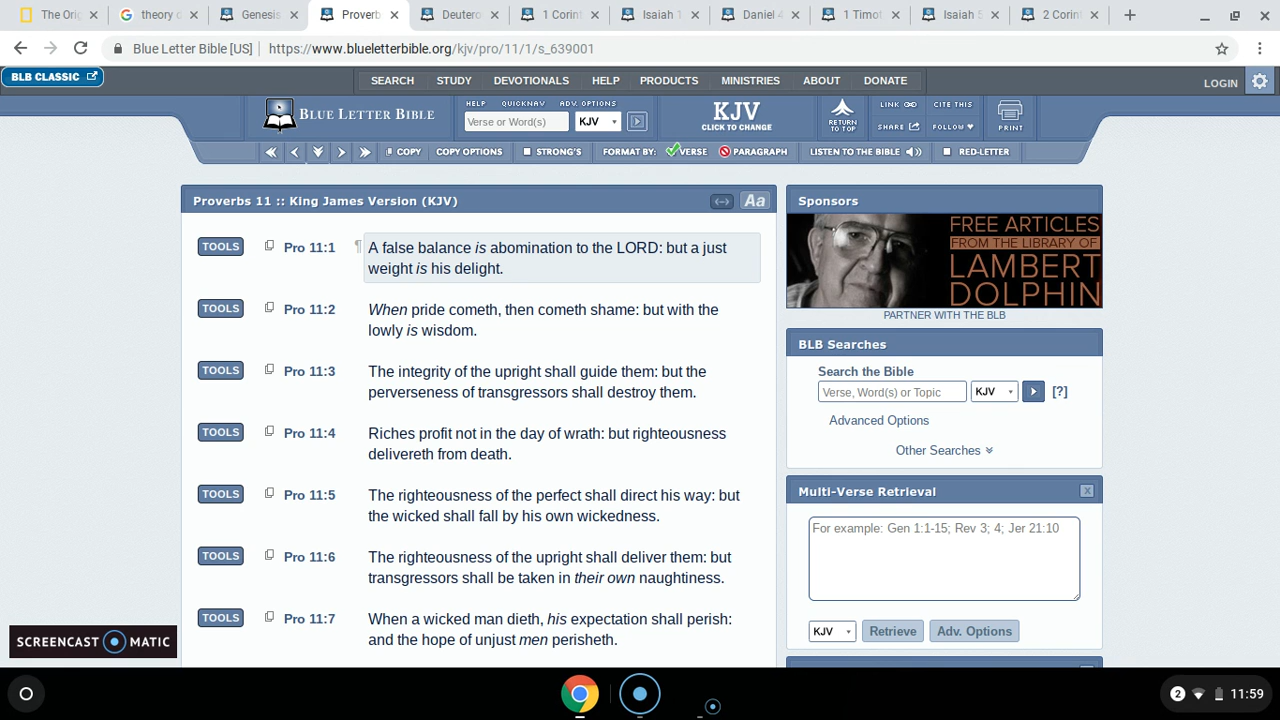 The Orig
theory o
Genesis
Proverb
Deutero
1 Corint
Isaiah 1
Daniel 4
1 Timot
Isaiah 5
2 Corint
Blue Letter Bible [US]
https://www.blueletterbible.org/kjv/pro/11/1/s_639001
BLB CLASSIC
SEARCH STUDY DEVOTIONALS HELP PRODUCTS MINISTRIES ABOUT DONATE
LOGIN
BLUE LETTER BIBLE
HELP QUICKNAV ADV. OPTIONS
Verse or Word(s) KJV
KJV
CLICK TO CHANGE
RETURN
TO TOP
LINK CITE THIS
SHARE FOLLOW
PRINT
COPY COPY OPTIONS STRONG'S FORMAT BY: VERSE PARAGRAPH LISTEN TO THE BIBLE RED-LETTER
Proverbs 11 :: King James Version (KJV)
Aa
TOOLS Pro 11:1 ¶ A false balance is abomination to the LORD: but a just
weight is his delight.
TOOLS Pro 11:2 When pride cometh, then cometh shame: but with the
lowly is wisdom.
TOOLS Pro 11:3 The integrity of the upright shall guide them: but the
perverseness of transgressors shall destroy them.
TOOLS Pro 11:4 Riches profit not in the day of wrath: but righteousness
delivereth from death.
TOOLS Pro 11:5 The righteousness of the perfect shall direct his way: but
the wicked shall fall by his own wickedness.
TOOLS Pro 11:6 The righteousness of the upright shall deliver them: but
transgressors shall be taken in their own naughtiness.
TOOLS Pro 11:7 When a wicked man dieth, his expectation shall perish:
and the hope of unjust men perisheth.
Sponsors
FREE ARTICLES
FROM THE LIBRARY OF
LAMBERT
DOLPHIN
PARTNER WITH THE BLB
BLB Searches
Search the Bible
Verse, Word(s) or Topic KJV [?]
Advanced Options
Other Searches
Multi-Verse Retrieval
For example: Gen 1:1-15; Rev 3; 4; Jer 21:10
KJV Retrieve Adv. Options
SCREENCAST MATIC
2 11:59